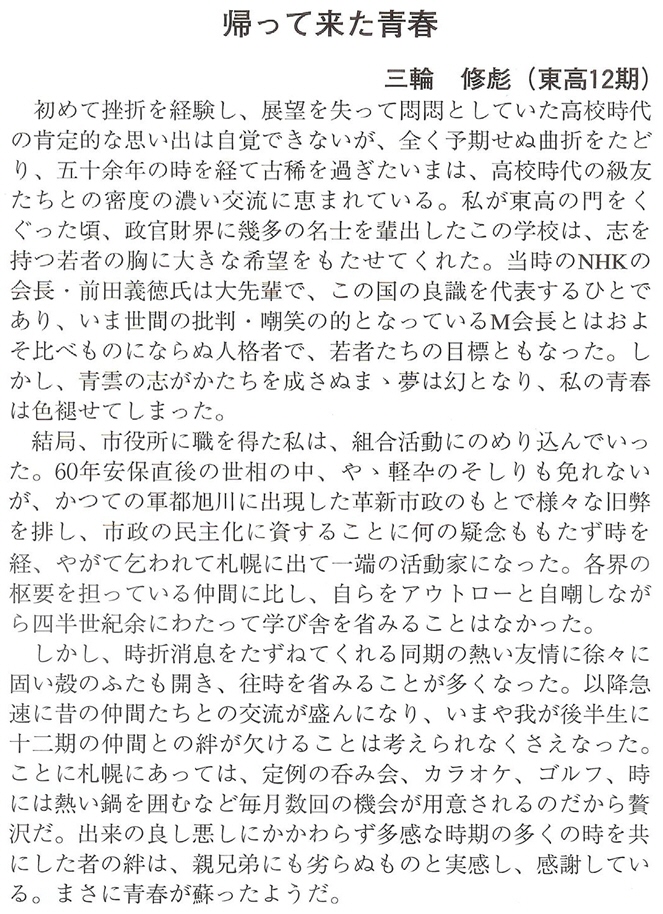 帰って来た青春
三輪　修彪（東高12期）
　初めて挫折を経験し、展望を失って悶悶としていた高校時代
の肯定的な思い出は自覚できないが、全く予期せぬ曲折をたど
り、五十余年の時を経て古稀を過ぎたいまは、高校時代の級友
たちとの密度の濃い交流に恵まれている。私が東高の門をく
ぐった頃、政官財界に幾多の名士を輩出したこの学校は、志を
持つ若者の胸に大きな希望をもたせてくれた。当時のNHKの
会長・前田義徳氏は大先輩で、この国の良識を代表するひとで
あり、いま世間の批判・嘲笑の的となっているM会長とはおよ
そ比べものにならぬ人格者で、若者たちの目標ともなった。し
かし、青雲の志がかたちを成さぬまゝ夢は幻となり、私の青春
は色褪せてしまった。
　結局、市役所に職を得た私は、組合活動にのめり込んでいっ
た。60年安保直後の世相の中、やゝ軽卆のそしりも免れない
が、かつての軍都旭川に出現した革新市政のもとで様々な旧弊
を排し、市政の民主化に資することに何の疑念ももたず時を
経、やがて乞われて札幌に出て一端の活動家になった。各界の
枢要を担っている仲間に比し、自らをアウトローと自嘲しなが
ら四半世紀余にわたって学び舎を省みることはなかった。
　しかし、時折消息をたずねてくれる同期の熱い友情に徐々に
固い殻のふたも開き、往時を省みることが多くなった。以降急
速に昔の仲間たちとの交流が盛んになり、いまや我が後半生に
十二期の仲間との絆が欠けることは考えられなくさえなった。
ことに札幌にあっては、定例の呑み会、カラオケ、ゴルフ、時
には熱い鍋を囲むなど毎月数回の機会が用意されるのだから贅
沢だ。出来の良し悪しにかかわらず多感な時期の多くの時を共
にした者の絆は、親兄弟にも劣らぬものと実感し、感謝してい
る。まさに青春が蘇ったようだ。